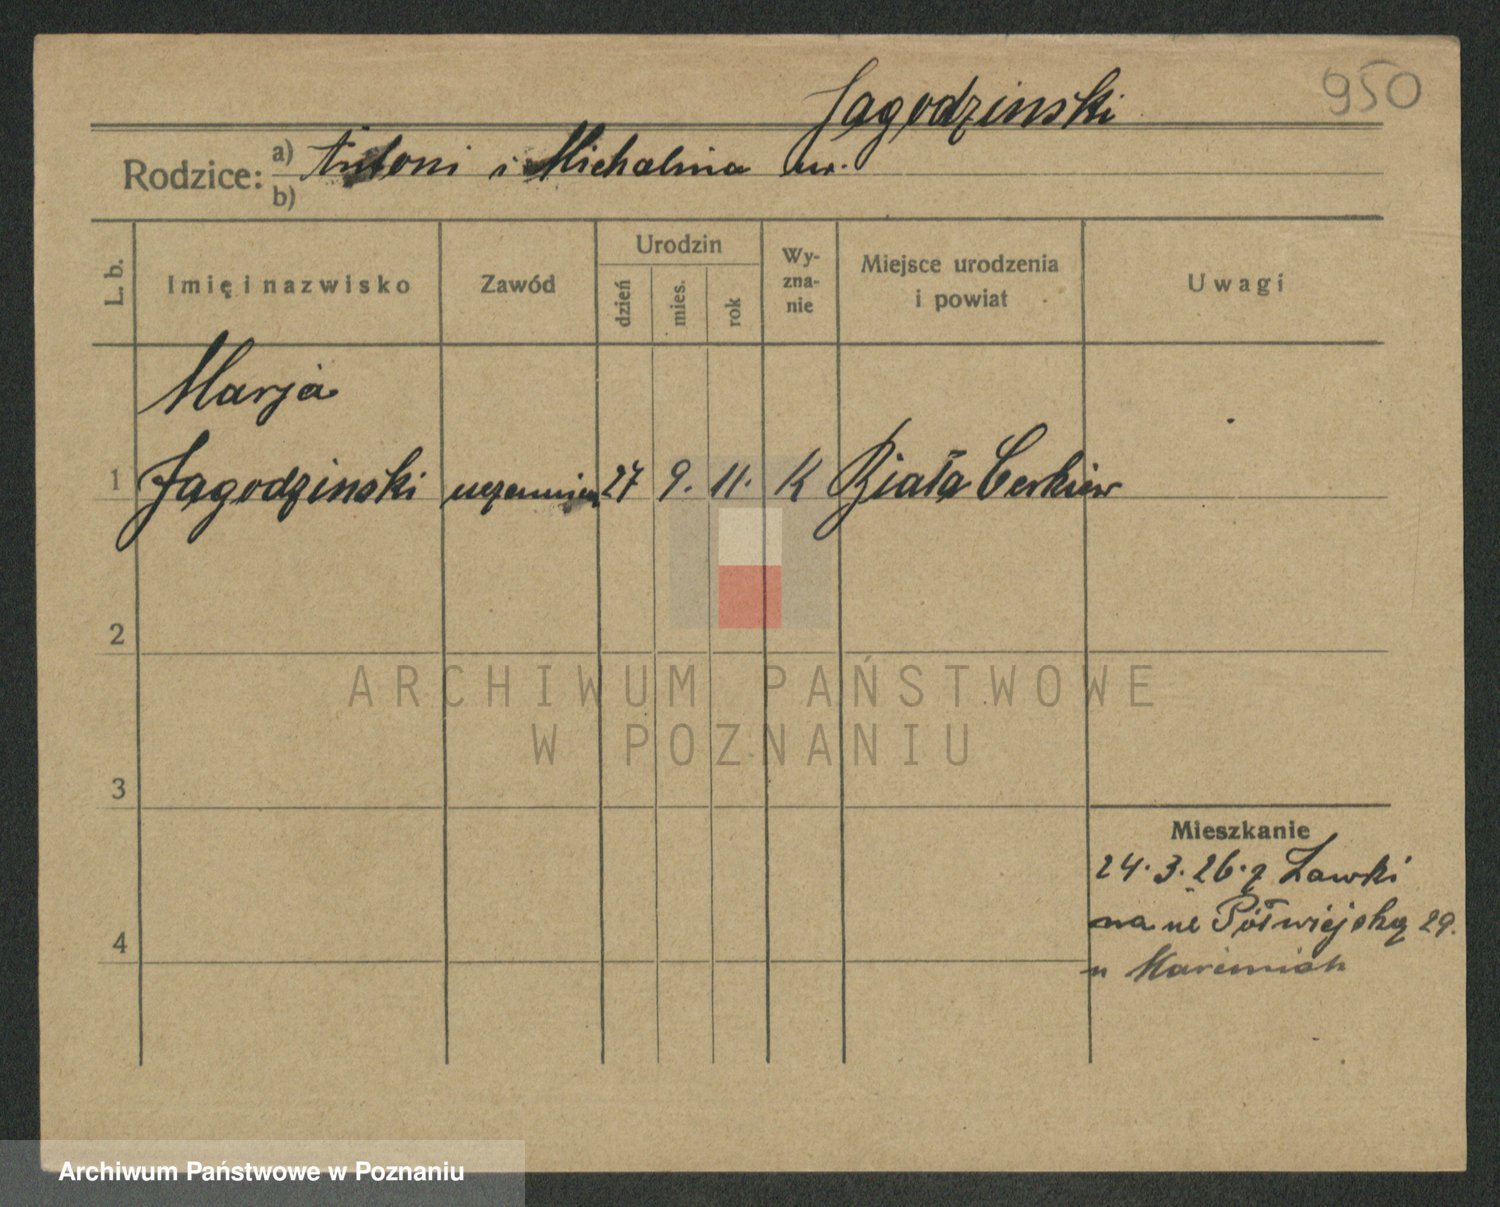 950
Jagodzinski
Rodzice: a) Antoni i Michalina ur.
b)
L. b.
Imię i nazwisko
Zawód
Urodzin
dzień
mies.
rok
Wy-
zna-
nie
Miejsce urodzenia
i powiat
Uwagi
Marja
1 Jagodzinski 27 9. 11. K Biała Cerkiew
2
3
4
Mieszkanie
24.3.26. z Ławki
na ul Półwiejską 29.
u
ARCHIWUM PAŃSTWOWE
W POZNANIU
Archiwum Państwowe w Poznaniu